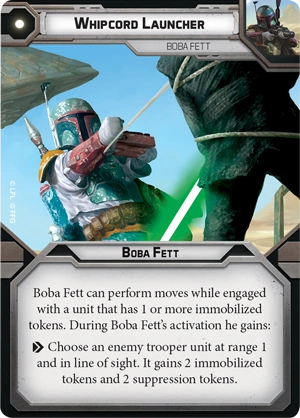 Whipcord Launcher
BOBA FETT
© LFL © FFG
Boba Fett
Boba Fett can perform moves while engaged
with a unit that has 1 or more immobilized
tokens. During Boba Fett's activation he gains:
Choose an enemy trooper unit at range 1
and in line of sight. It gains 2 immobilized
tokens and 2 suppression tokens.